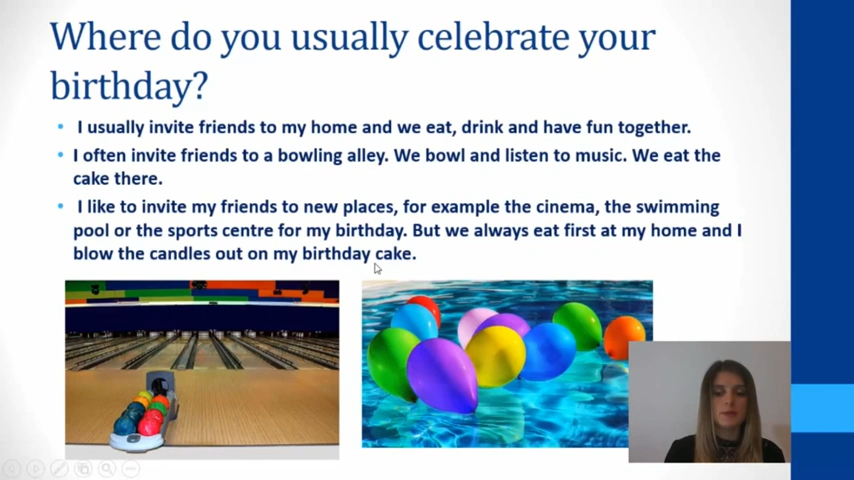 Where do you usually celebrate your
birthday?
• I usually invite friends to my home and we eat, drink and have fun together.
• I often invite friends to a bowling alley. We bowl and listen to music. We eat the
cake there.
• I like to invite my friends to new places, for example the cinema, the swimming
pool or the sports centre for my birthday. But we always eat first at my home and I
blow the candles out on my birthday cake.